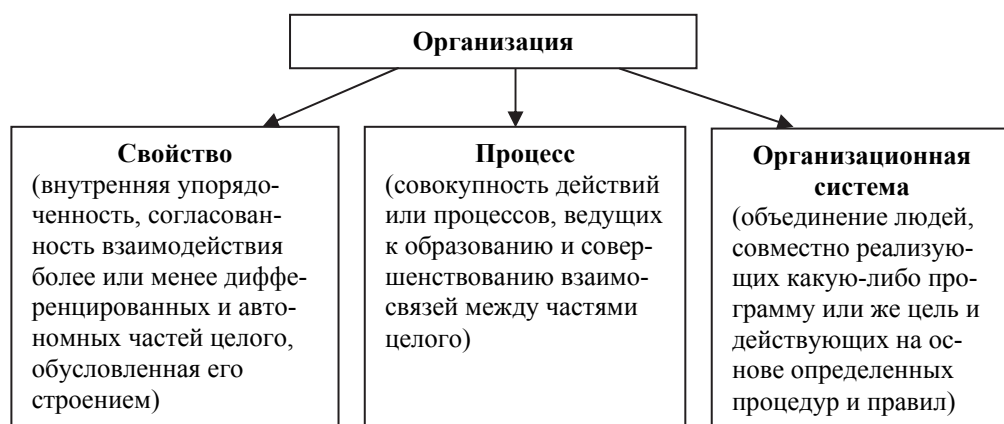 Организация
Свойство
(внутренняя упорядо-
ченность, согласован-
ность взаимодействия
более или менее диффе-
ренцированных и авто-
номных частей целого,
обусловленная его
строением)
Процесс
(совокупность действий
или процессов, ведущих
к образованию и совер-
шенствованию взаимо-
связей между частями
целого)
Организационная
система
(объединение людей,
совместно реализую-
щих какую-либо про-
грамму или же цель и
действующих на ос-
нове определенных
процедур и правил)